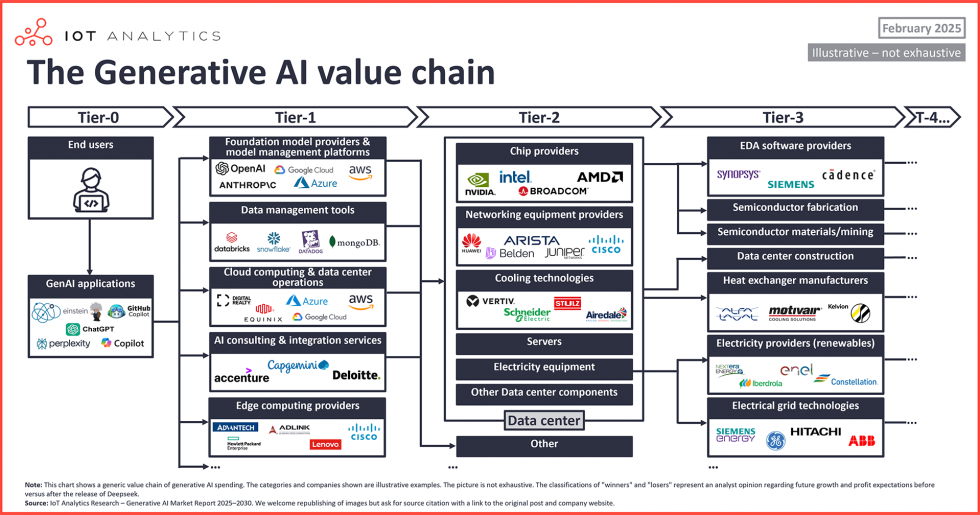 IOT ANALYTICS
February 2025
Illustrative – not exhaustive
The Generative AI value chain
Tier-0
Tier-1
Tier-2
Tier-3
T-4…
End users
GenAI applications
einstein
GitHub
Copilot
ChatGPT
perplexity
Copilot
Foundation model providers &
model management platforms
OpenAI
Google Cloud
aws
ANTHROP\C
Azure
Data management tools
databricks
snowflake
DATADOG
mongoDB.
Cloud computing & data center
operations
DIGITAL
REALTY
Azure
aws
EQUINIX
Google Cloud
AI consulting & integration services
accenture
Capgemini
Deloitte.
Edge computing providers
ADVANTECH
ADLINK
CISCO
Hewlett Packard
Enterprise
Lenovo
...
Chip providers
NVIDIA.
intel.
AMD
BROADCOM
Networking equipment providers
HUAWEI
ARISTA
CISCO
Belden
JUNIPER
NETWORKS
Cooling technologies
VERTIV.
STULZ
Schneider
Electric
Airedale
Servers
Electricity equipment
Other Data center components
Data center
Other
...
EDA software providers
SYNOPSYS
SIEMENS
cādence
Semiconductor fabrication
Semiconductor materials/mining
Data center construction
Heat exchanger manufacturers
ALFA
LAVAL
motivair
COOLING SOLUTIONS
Kelvion
Electricity providers (renewables)
NEXTERA
ENERGY
Iberdrola
enel
Constellation.
Electrical grid technologies
SIEMENS
energy
GE
HITACHI
ABB
...
...
...
...
...
...
...
...
Note: This chart shows a generic value chain of generative AI spending. The categories and companies shown are illustrative examples. The picture is not exhaustive. The classifications of "winners" and "losers" represent an analyst opinion regarding future growth and profit expectations before
versus after the release of Deepseek.
Source: IoT Analytics Research – Generative AI Market Report 2025–2030. We welcome republishing of images but ask for source citation with a link to the original post and company website.